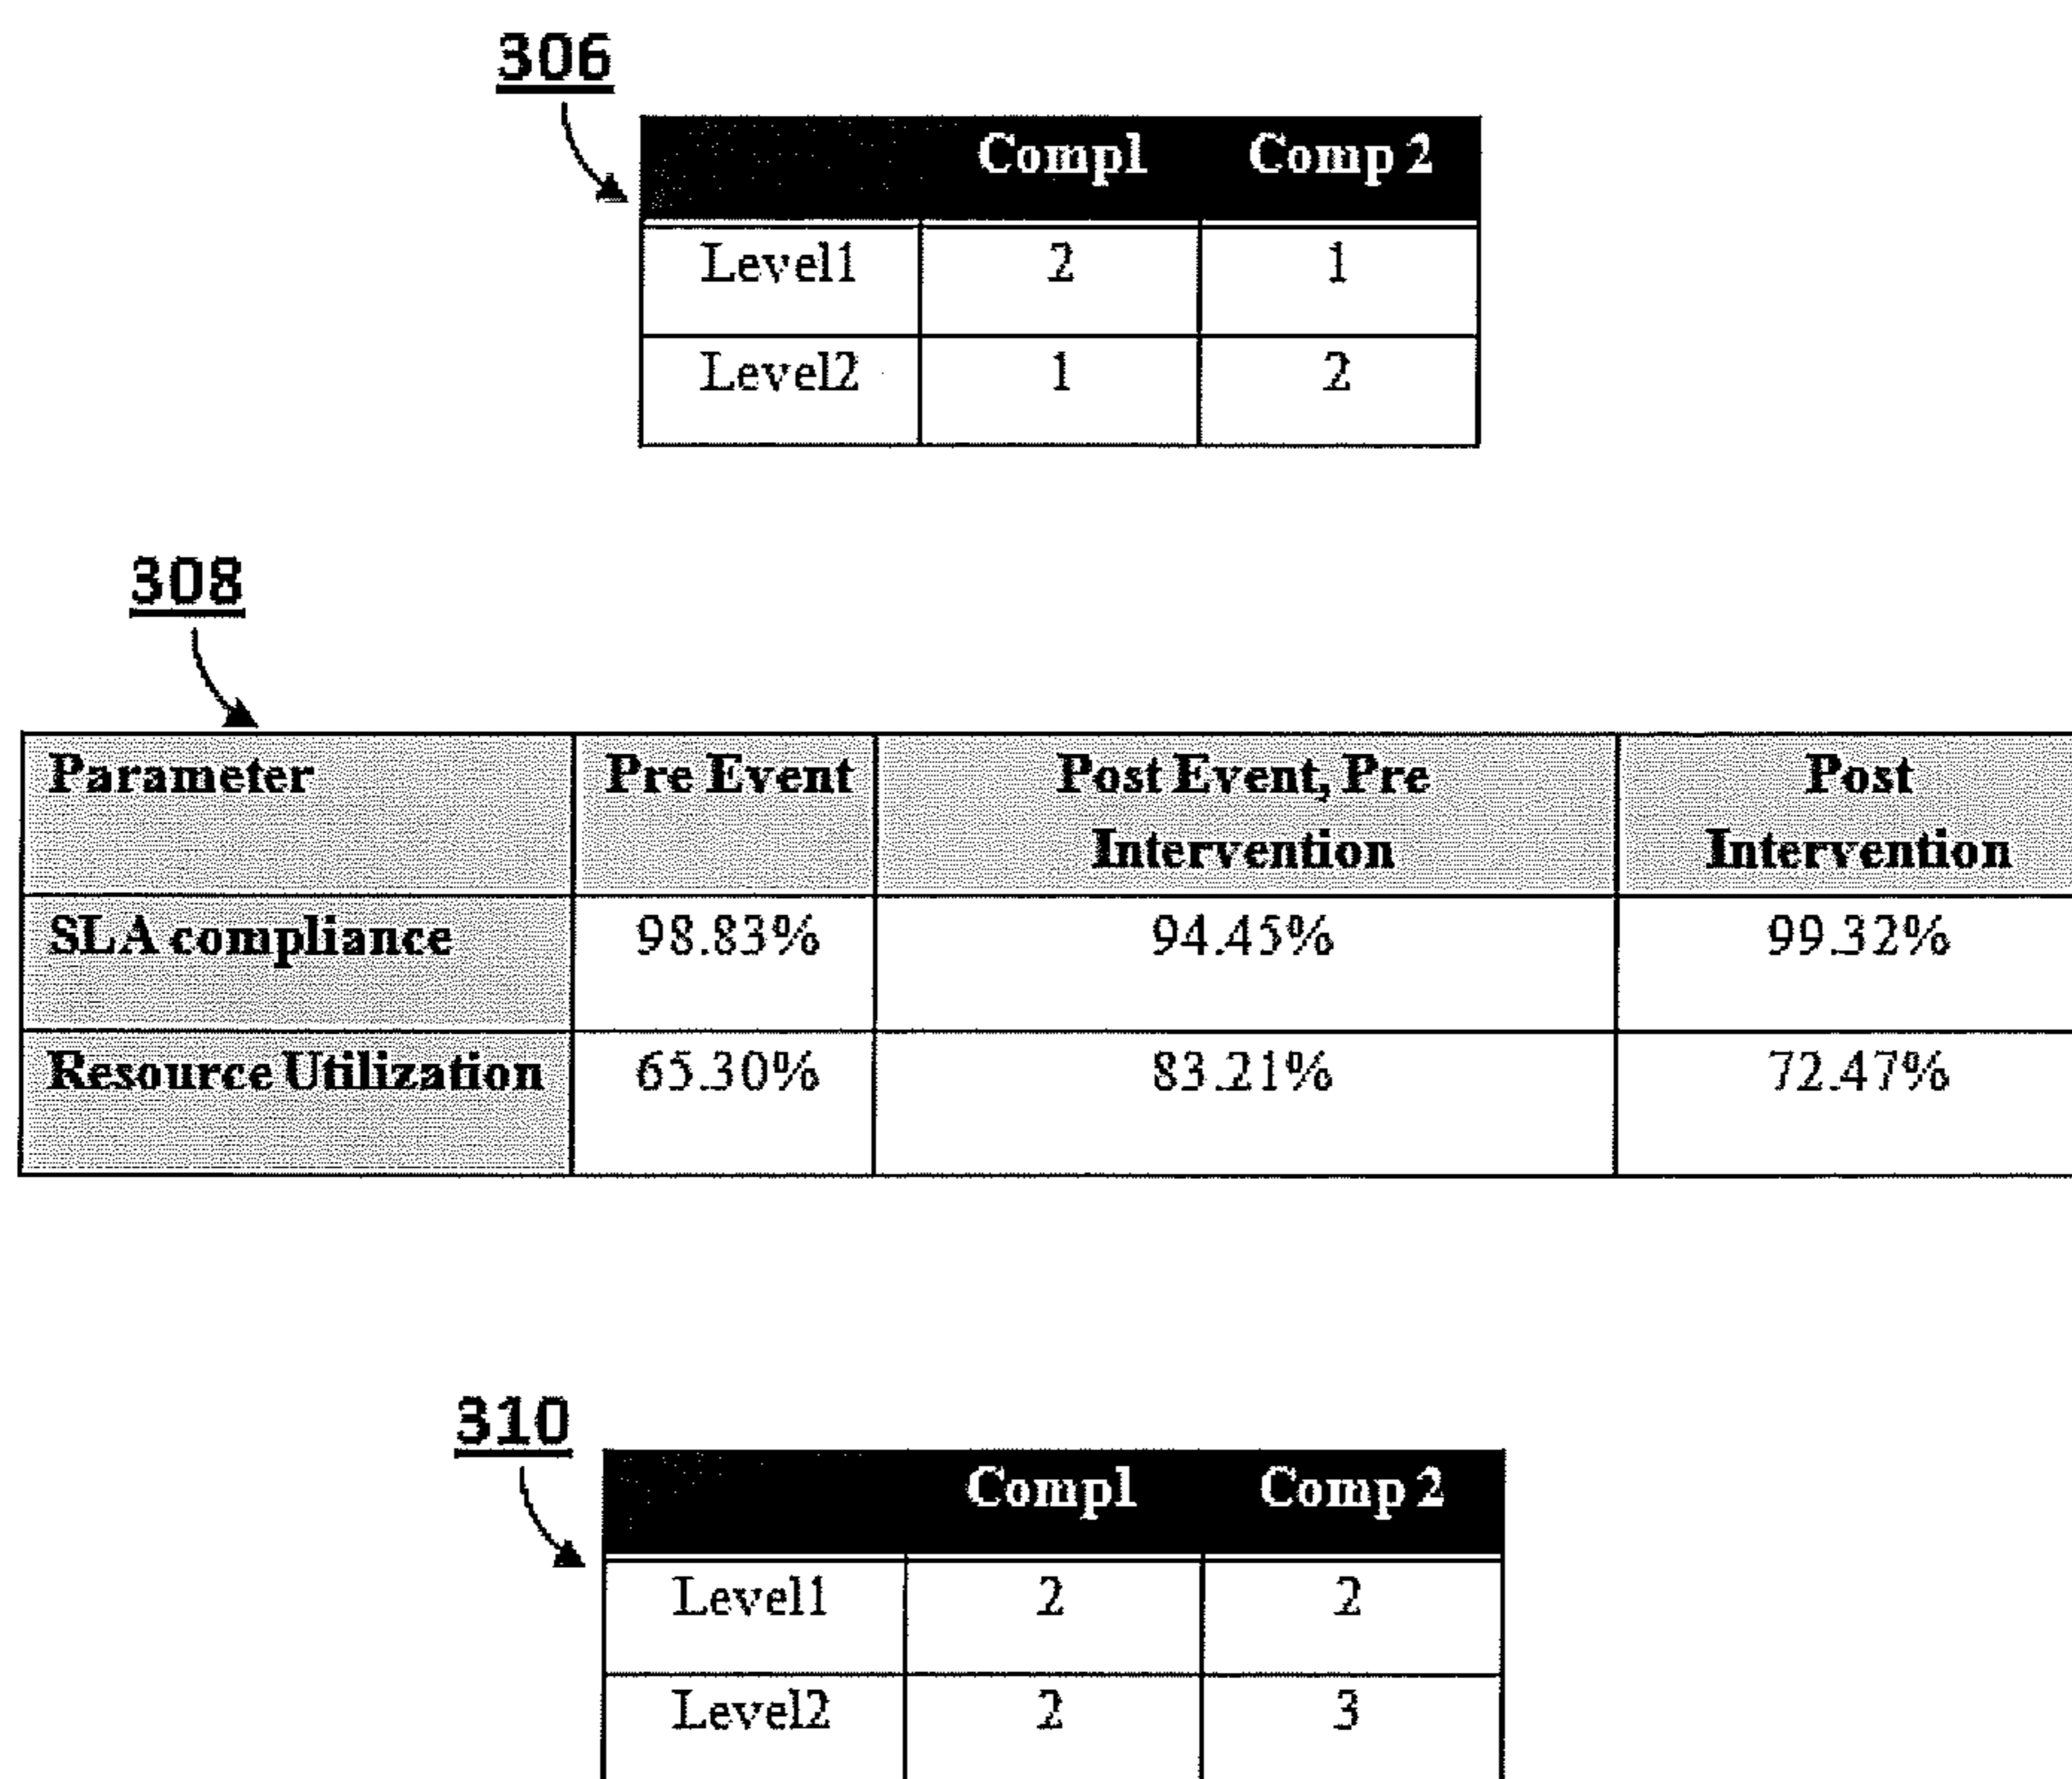 306
Comp1 Comp 2
Level1 2 1
Level2 1 2
308
Parameter Pre Event Post Event, Pre Intervention Post Intervention
SLA compliance 98.83% 94.45% 99.32%
Resource Utilization 65.30% 83.21% 72.47%
310
Comp1 Comp 2
Level1 2 2
Level2 2 3